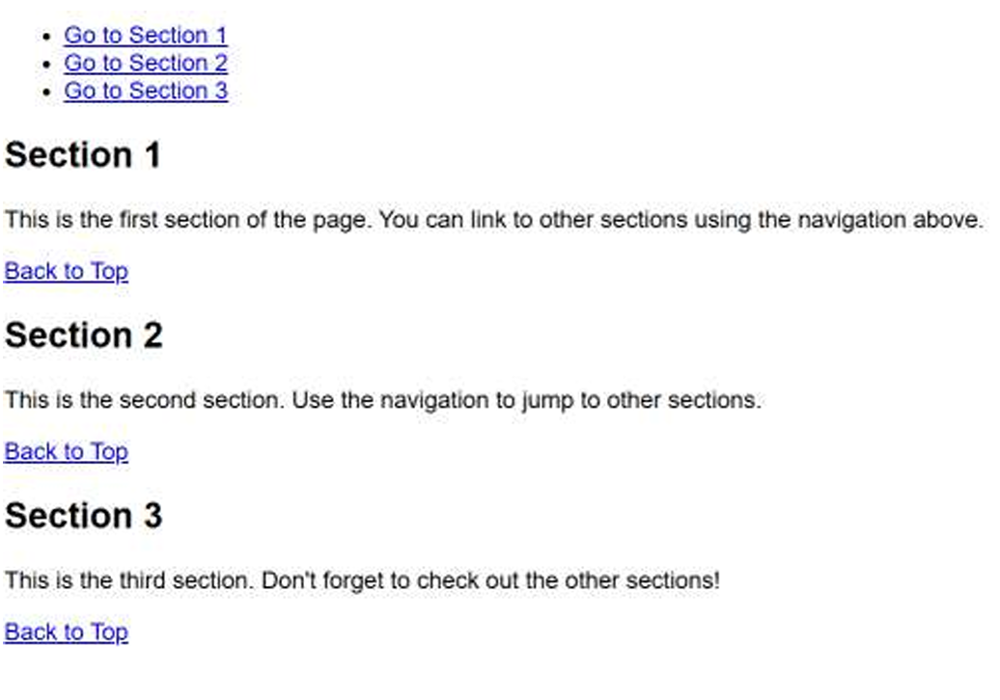 Go to Section 1
Go to Section 2
Go to Section 3
Section 1
This is the first section of the page. You can link to other sections using the navigation above.
Back to Top
Section 2
This is the second section. Use the navigation to jump to other sections.
Back to Top
Section 3
This is the third section. Don't forget to check out the other sections!
Back to Top